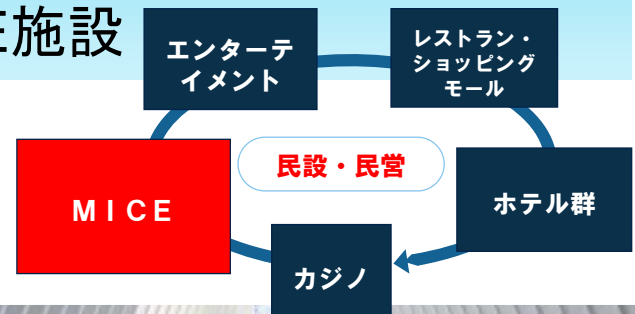 E施設
エンターテ
イメント
レストラン・
ショッピング
モール
民設・民営
ＭＩＣＥ
ホテル群
カジノ